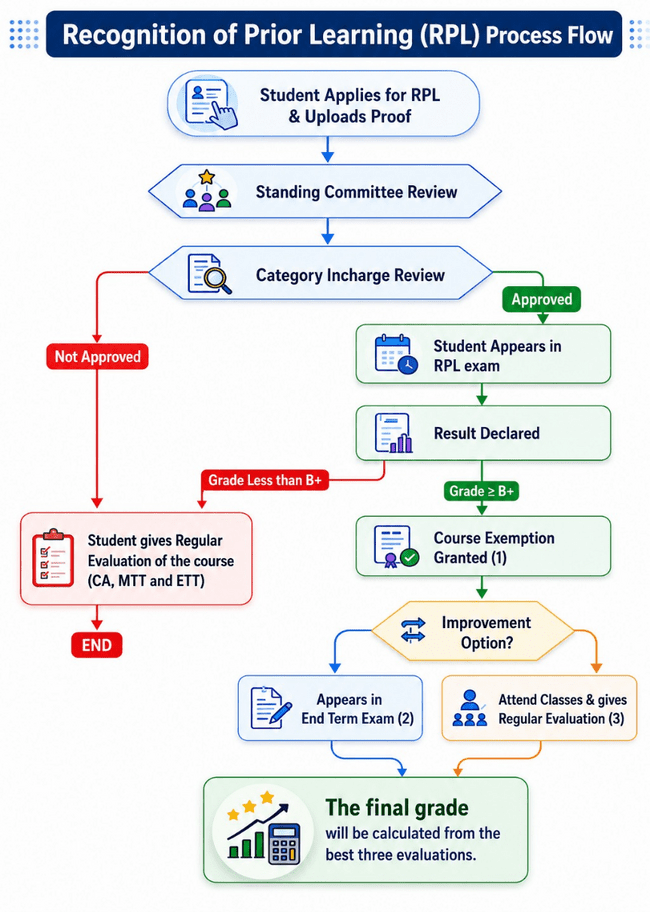 Recognition of Prior Learning (RPL) Process Flow
Student Applies for RPL
& Uploads Proof
Standing Committee Review
Category Incharge Review
Approved
Not Approved
Student Appears in
RPL exam
Result Declared
Grade Less than B+
Grade ≥ B+
Student gives Regular
Evaluation of the course
(CA, MTT and ETT)
Course Exemption
Granted (1)
END
Improvement
Option?
Appears in
End Term Exam (2)
Attend Classes & gives
Regular Evaluation (3)
The final grade
will be calculated from the
best three evaluations.